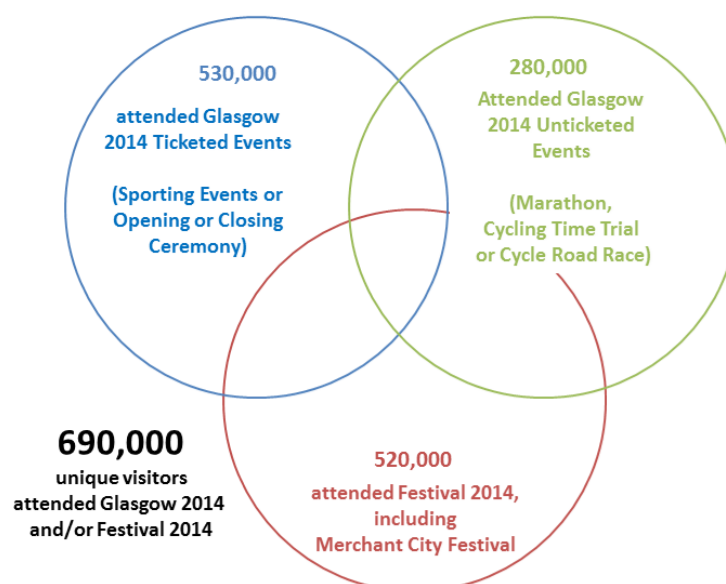 530,000
attended Glasgow
2014 Ticketed Events
(Sporting Events or
Opening or Closing
Ceremony)
280,000
Attended Glasgow
2014 Unticketed
Events
(Marathon,
Cycling Time Trial
or Cycle Road Race)
690,000
unique visitors
attended Glasgow 2014
and/or Festival 2014
520,000
attended Festival 2014,
including
Merchant City Festival